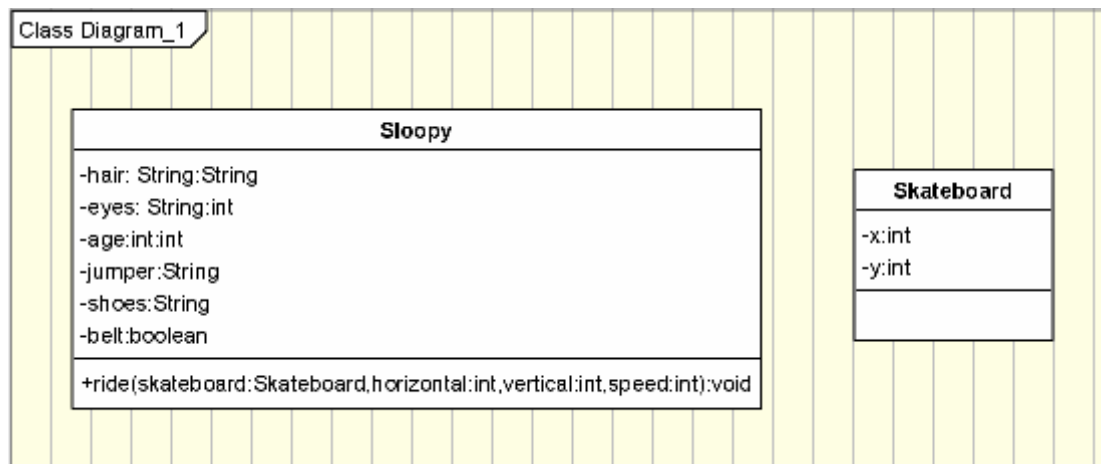 Class Diagram_1
Sloopy
-hair: String:String
-eyes: String:int
-age:int:int
-jumper:String
-shoes:String
-belt:boolean
+ride(skateboard:Skateboard,horizontal:int,vertical:int,speed:int):void
Skateboard
-x:int
-y:int